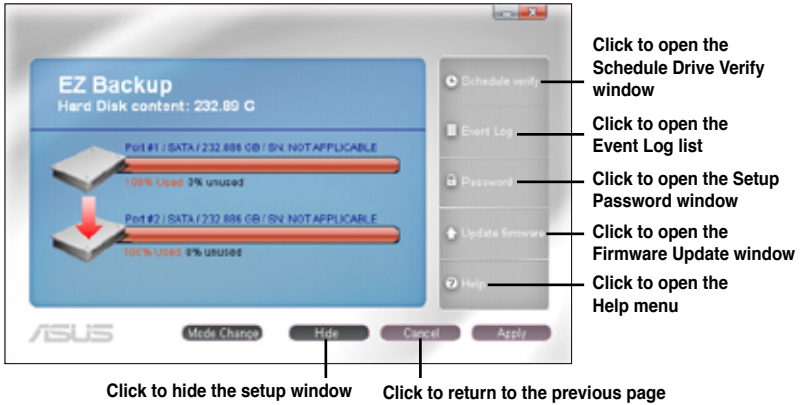 EZ Backup
Hard Disk content: 232.89 G
Port #1 / SATA / 232.886 GB / SN: NOT APPLICABLE
100% Used 0% unused
Port #2 / SATA / 232.886 GB / SN: NOT APPLICABLE
100% Used 0% unused
Schedule verify
Event Log
Password
Update firmware
Help
ASUS
Mode Change
Hide
Cancel
Apply
Click to open the
Schedule Drive Verify
window
Click to open the
Event Log list
Click to open the Setup
Password window
Click to open the
Firmware Update window
Click to open the
Help menu
Click to hide the setup window
Click to return to the previous page